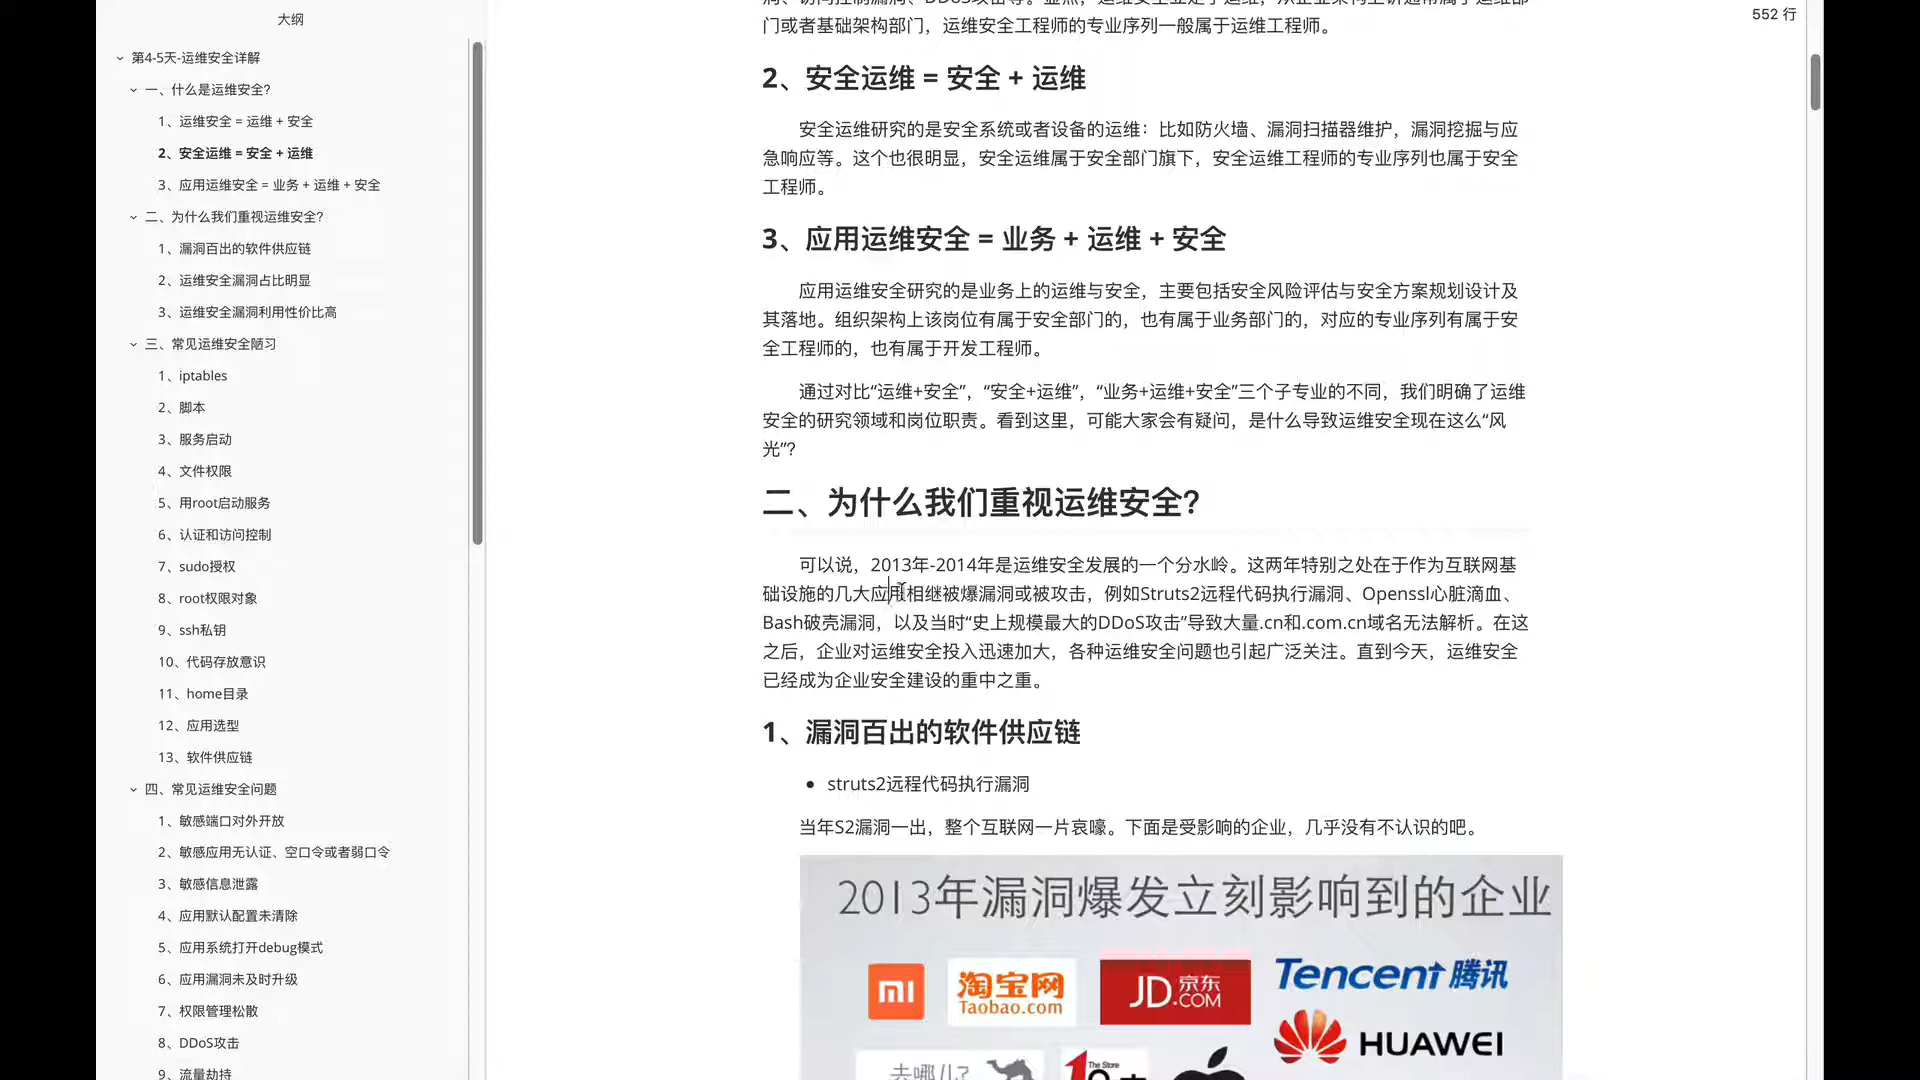 大纲
第4-5天-运维安全详解
一、什么是运维安全?
1、运维安全 = 运维 + 安全
2、安全运维 = 安全 + 运维
3、应用运维安全 = 业务 + 运维 + 安全
二、为什么我们重视运维安全?
1、漏洞百出的软件供应链
2、运维安全漏洞占比明显
3、运维安全漏洞利用性价比高
三、常见运维安全陋习
1、iptables
2、脚本
3、服务启动
4、文件权限
5、用root启动服务
6、认证和访问控制
7、sudo授权
8、root权限对象
9、ssh私钥
10、代码存放意识
11、home目录
12、应用选型
13、软件供应链
四、常见运维安全问题
1、敏感端口对外开放
2、敏感应用无认证、空口令或者弱口令
3、敏感信息泄露
4、应用默认配置未清除
5、应用系统打开debug模式
6、应用漏洞未及时升级
7、权限管理松散
8、DDoS攻击
9、流量劫持
552 行
门或者基础架构部门，运维安全工程师的专业序列一般属于运维工程师。
2、安全运维 = 安全 + 运维
安全运维研究的是安全系统或者设备的运维：比如防火墙、漏洞扫描器维护，漏洞挖掘与应
急响应等。这个也很明显，安全运维属于安全部门旗下，安全运维工程师的专业序列也属于安全
工程师。
3、应用运维安全 = 业务 + 运维 + 安全
应用运维安全研究的是业务上的运维与安全，主要包括安全风险评估与安全方案规划设计及
其落地。组织架构上该岗位有属于安全部门的，也有属于业务部门的，对应的专业序列有属于安
全工程师的，也有属于开发工程师。
通过对比“运维+安全”，“安全+运维”，“业务+运维+安全”三个子专业的不同，我们明确了运维
安全的研究领域和岗位职责。看到这里，可能大家会有疑问，是什么导致运维安全现在这么“风
光”?
二、为什么我们重视运维安全?
可以说，2013年-2014年是运维安全发展的一个分水岭。这两年特别之处在于作为互联网基
础设施的几大应用相继被爆漏洞或被攻击，例如Struts2远程代码执行漏洞、Openssl心脏滴血、
Bash破壳漏洞，以及当时“史上规模最大的DDoS攻击”导致大量.cn和.com.cn域名无法解析。在这
之后，企业对运维安全投入迅速加大，各种运维安全问题也引起广泛关注。直到今天，运维安全
已经成为企业安全建设的重中之重。
1、漏洞百出的软件供应链
struts2远程代码执行漏洞
当年S2漏洞一出，整个互联网一片哀嚎。下面是受影响的企业，几乎没有不认识的吧。
2013年漏洞爆发立刻影响到的企业
mi
淘宝网
Taobao.com
JD京东
.COM
Tencent 腾讯
HUAWEI
去哪儿?
The Store